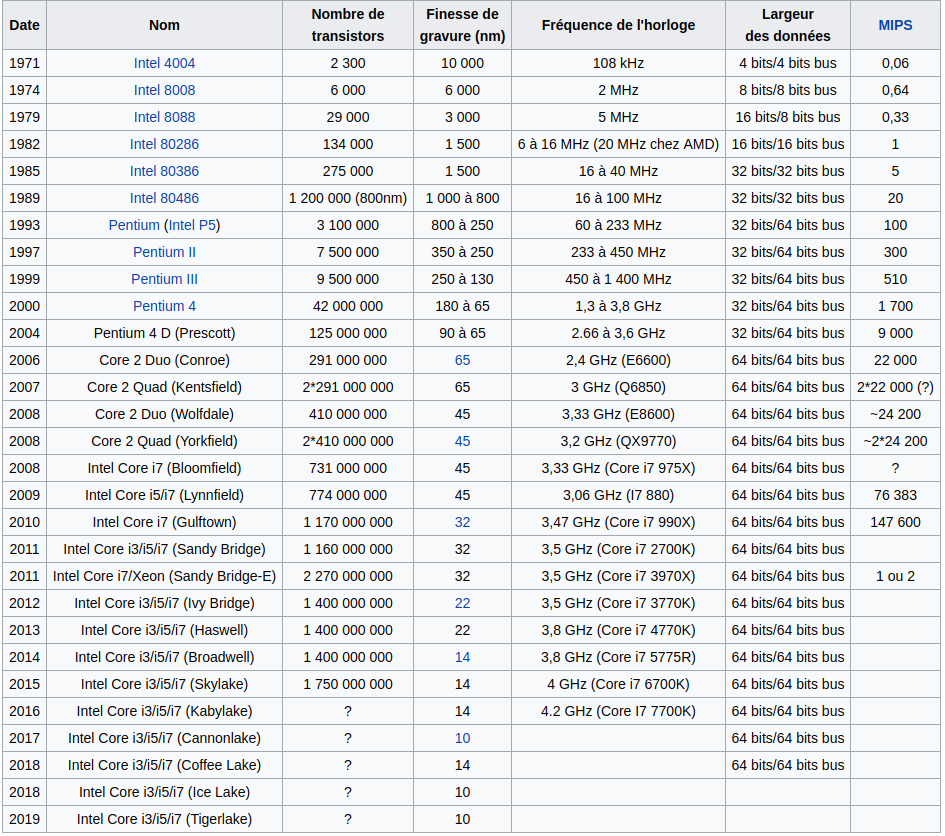 Date Nom Nombre de transistors Finesse de gravure (nm) Fréquence de l'horloge Largeur des données MIPS
1971 Intel 4004 2 300 10 000 108 kHz 4 bits/4 bits bus 0,06
1974 Intel 8008 6 000 6 000 2 MHz 8 bits/8 bits bus 0,64
1979 Intel 8088 29 000 3 000 5 MHz 16 bits/8 bits bus 0,33
1982 Intel 80286 134 000 1 500 6 à 16 MHz (20 MHz chez AMD) 16 bits/16 bits bus 1
1985 Intel 80386 275 000 1 500 16 à 40 MHz 32 bits/32 bits bus 5
1989 Intel 80486 1 200 000 (800nm) 1 000 à 800 16 à 100 MHz 32 bits/32 bits bus 20
1993 Pentium (Intel P5) 3 100 000 800 à 250 60 à 233 MHz 32 bits/64 bits bus 100
1997 Pentium II 7 500 000 350 à 250 233 à 450 MHz 32 bits/64 bits bus 300
1999 Pentium III 9 500 000 250 à 130 450 à 1 400 MHz 32 bits/64 bits bus 510
2000 Pentium 4 42 000 000 180 à 65 1,3 à 3,8 GHz 32 bits/64 bits bus 1 700
2004 Pentium 4 D (Prescott) 125 000 000 90 à 65 2.66 à 3,6 GHz 32 bits/64 bits bus 9 000
2006 Core 2 Duo (Conroe) 291 000 000 65 2,4 GHz (E6600) 64 bits/64 bits bus 22 000
2007 Core 2 Quad (Kentsfield) 2*291 000 000 65 3 GHz (Q6850) 64 bits/64 bits bus 2*22 000 (?)
2008 Core 2 Duo (Wolfdale) 410 000 000 45 3,33 GHz (E8600) 64 bits/64 bits bus ~24 200
2008 Core 2 Quad (Yorkfield) 2*410 000 000 45 3,2 GHz (QX9770) 64 bits/64 bits bus ~2*24 200
2008 Intel Core i7 (Bloomfield) 731 000 000 45 3,33 GHz (Core i7 975X) 64 bits/64 bits bus ?
2009 Intel Core i5/i7 (Lynnfield) 774 000 000 45 3,06 GHz (I7 880) 64 bits/64 bits bus 76 383
2010 Intel Core i7 (Gulftown) 1 170 000 000 32 3,47 GHz (Core i7 990X) 64 bits/64 bits bus 147 600
2011 Intel Core i3/i5/i7 (Sandy Bridge) 1 160 000 000 32 3,5 GHz (Core i7 2700K) 64 bits/64 bits bus
2011 Intel Core i7/Xeon (Sandy Bridge-E) 2 270 000 000 32 3,5 GHz (Core i7 3970X) 64 bits/64 bits bus 1 ou 2
2012 Intel Core i3/i5/i7 (Ivy Bridge) 1 400 000 000 22 3,5 GHz (Core i7 3770K) 64 bits/64 bits bus
2013 Intel Core i3/i5/i7 (Haswell) 1 400 000 000 22 3,8 GHz (Core i7 4770K) 64 bits/64 bits bus
2014 Intel Core i3/i5/i7 (Broadwell) 1 400 000 000 14 3,8 GHz (Core i7 5775R) 64 bits/64 bits bus
2015 Intel Core i3/i5/i7 (Skylake) 1 750 000 000 14 4 GHz (Core i7 6700K) 64 bits/64 bits bus
2016 Intel Core i3/i5/i7 (Kabylake) ? 14 4.2 GHz (Core I7 7700K) 64 bits/64 bits bus
2017 Intel Core i3/i5/i7 (Cannonlake) ? 10 64 bits/64 bits bus
2018 Intel Core i3/i5/i7 (Coffee Lake) ? 14 64 bits/64 bits bus
2018 Intel Core i3/i5/i7 (Ice Lake) ? 10
2019 Intel Core i3/i5/i7 (Tigerlake) ? 10